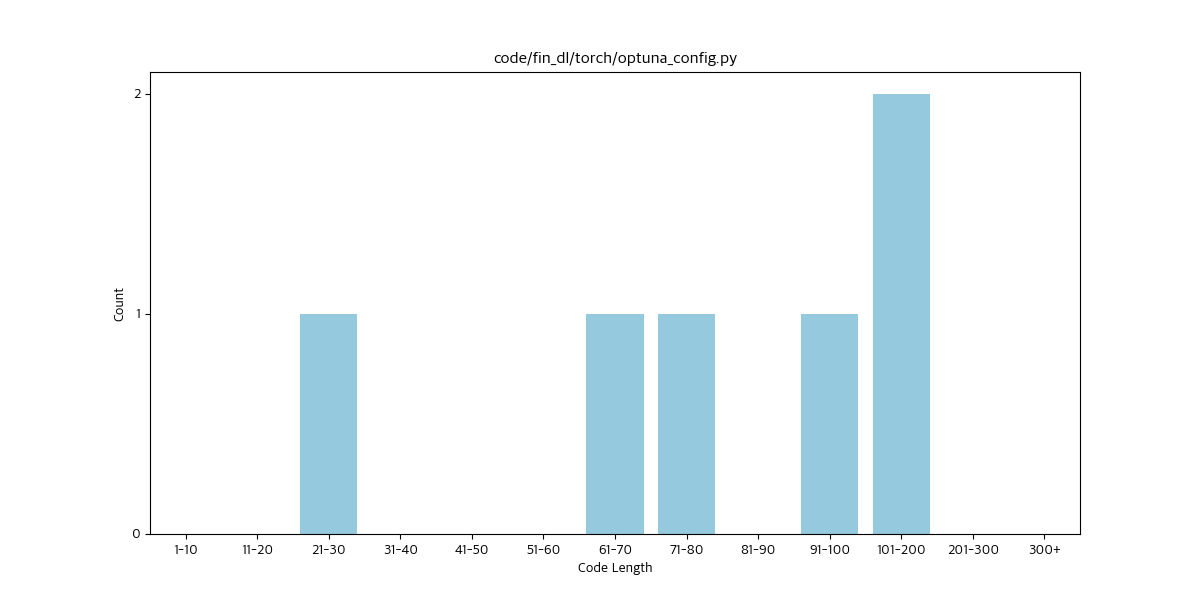 code/fin_dl/torch/optuna_config.py
2
1
0
Count
1-10 11-20 21-30 31-40 41-50 51-60 61-70 71-80 81-90 91-100 101-200 201-300 300+
Code Length